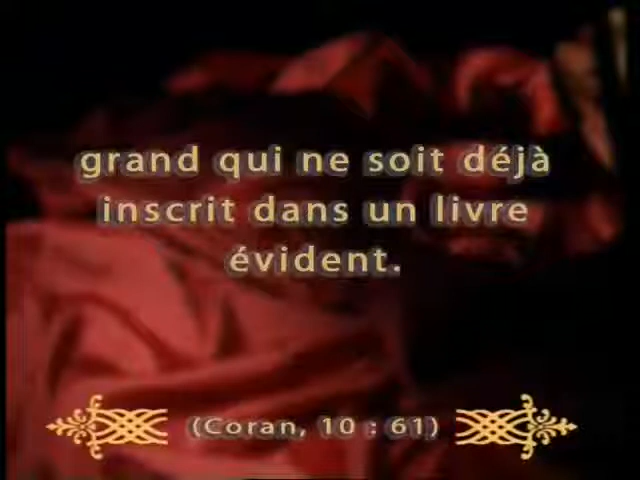 grand qui ne soit déjà
inscrit dans un livre
évident.
(Coran, 10 : 61)